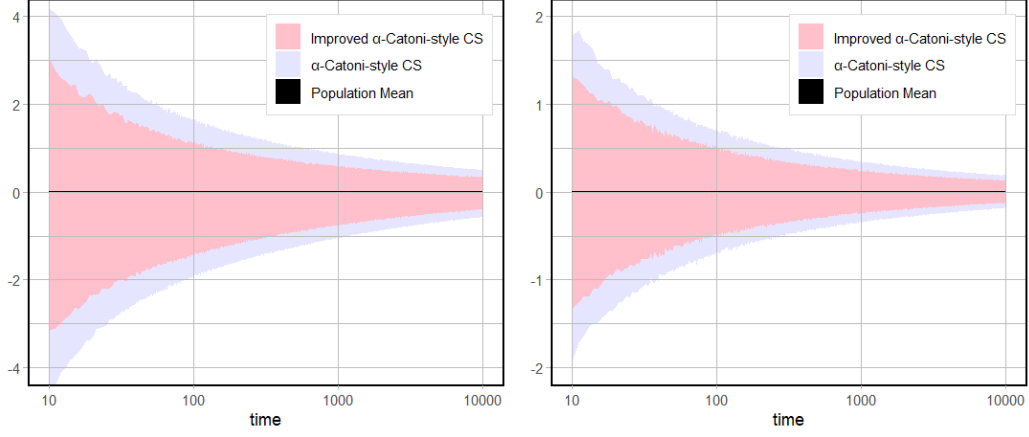 4
2
0
-2
-4
Improved α-Catoni-style CS
α-Catoni-style CS
Population Mean
10
100
1000
10000
time
2
1
0
-1
-2
Improved α-Catoni-style CS
α-Catoni-style CS
Population Mean
10
100
1000
10000
time